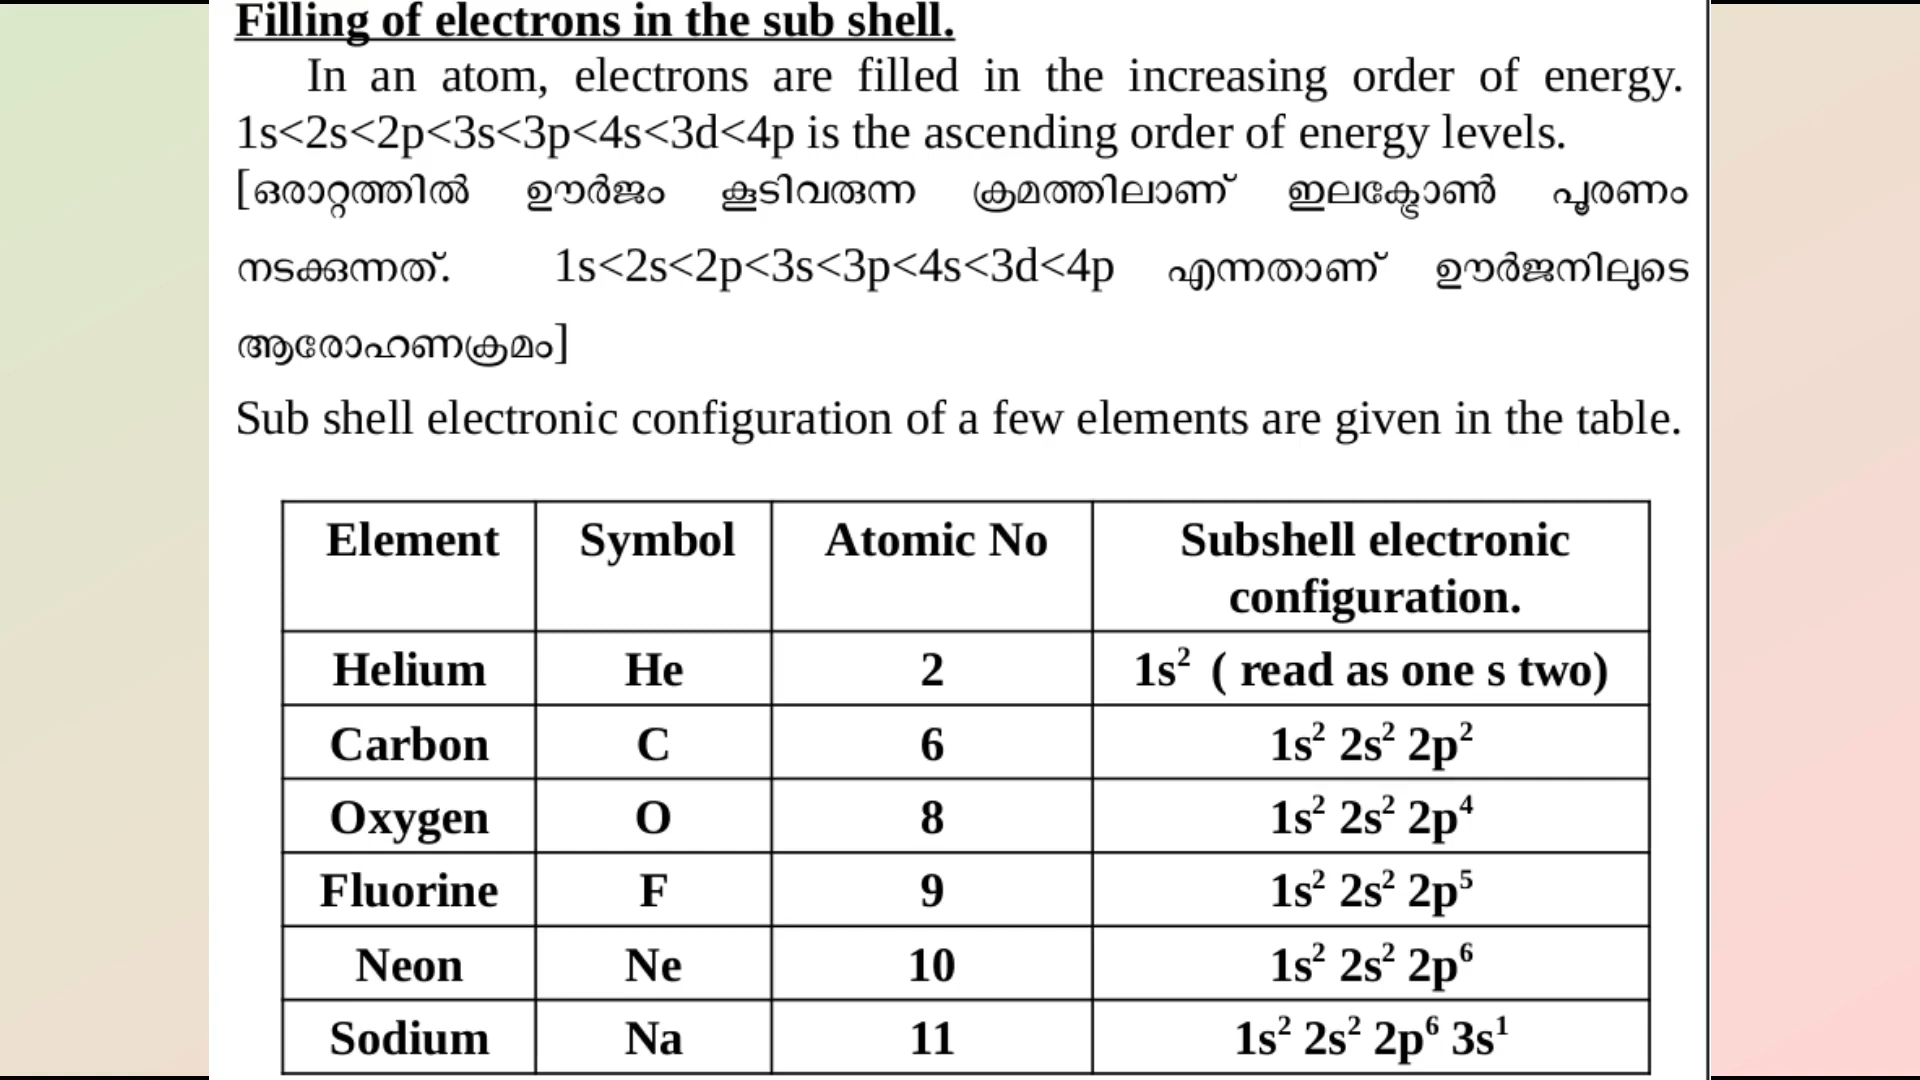 Filling of electrons in the sub shell.
In an atom, electrons are filled in the increasing order of energy.
1s<2s<2p<3s<3p<4s<3d<4p is the ascending order of energy levels.
[ഒരാറ്റത്തിൽ ഊർജം കൂടിവരുന്ന ക്രമത്തിലാണ് ഇലക്ട്രോൺ പൂരണം
നടക്കുന്നത്. 1s<2s<2p<3s<3p<4s<3d<4p എന്നതാണ് ഊർജനിലുടെ
ആരോഹണക്രമം]
Sub shell electronic configuration of a few elements are given in the table.
Element Symbol Atomic No Subshell electronic
configuration.
Helium He 2 1s² ( read as one s two)
Carbon C 6 1s² 2s² 2p²
Oxygen O 8 1s² 2s² 2p⁴
Fluorine F 9 1s² 2s² 2p⁵
Neon Ne 10 1s² 2s² 2p⁶
Sodium Na 11 1s² 2s² 2p⁶ 3s¹